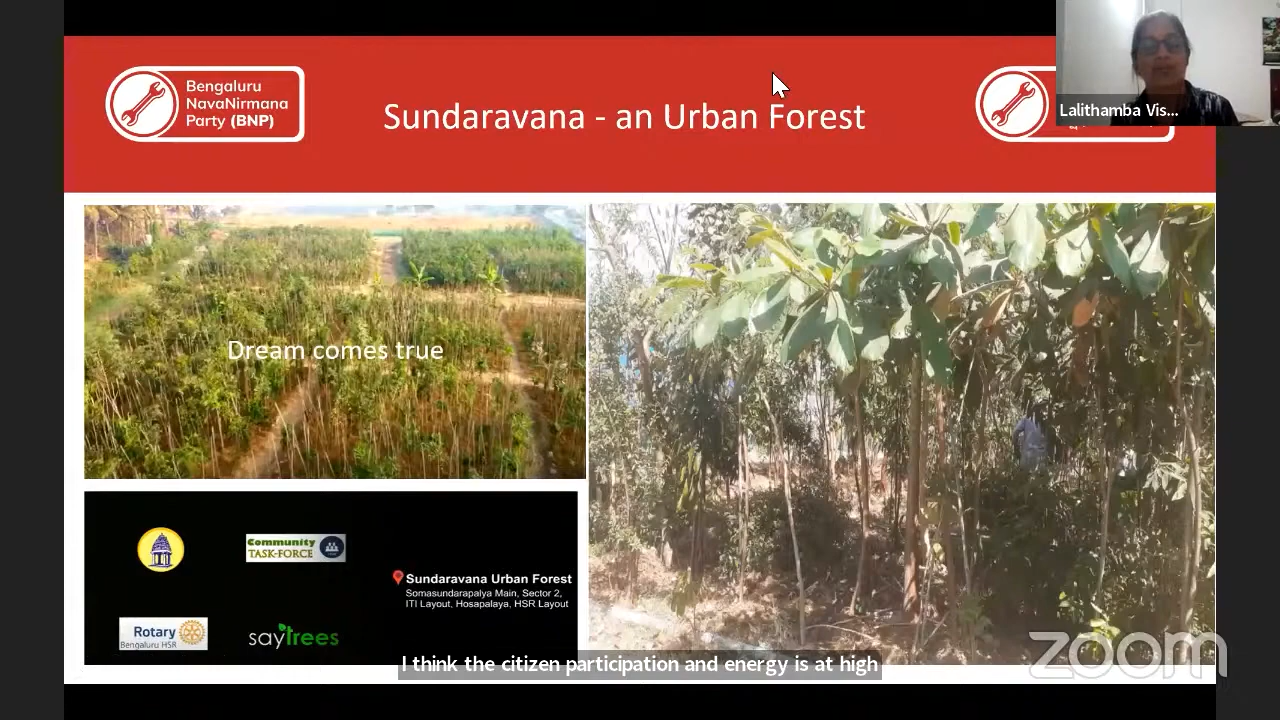 Bengaluru
NavaNirmana
Party (BNP)
Sundaravana - an Urban Forest
Lalithamba Vis...
Dream comes true
Community
TASK-FORCE
Sundaravana Urban Forest
Somasundarapalya Main, Sector 2,
ITI Layout, Hosapalaya, HSR Layout
Rotary
Bengaluru HSR
saytrees
I think the citizen participation and energy is at high
zoom